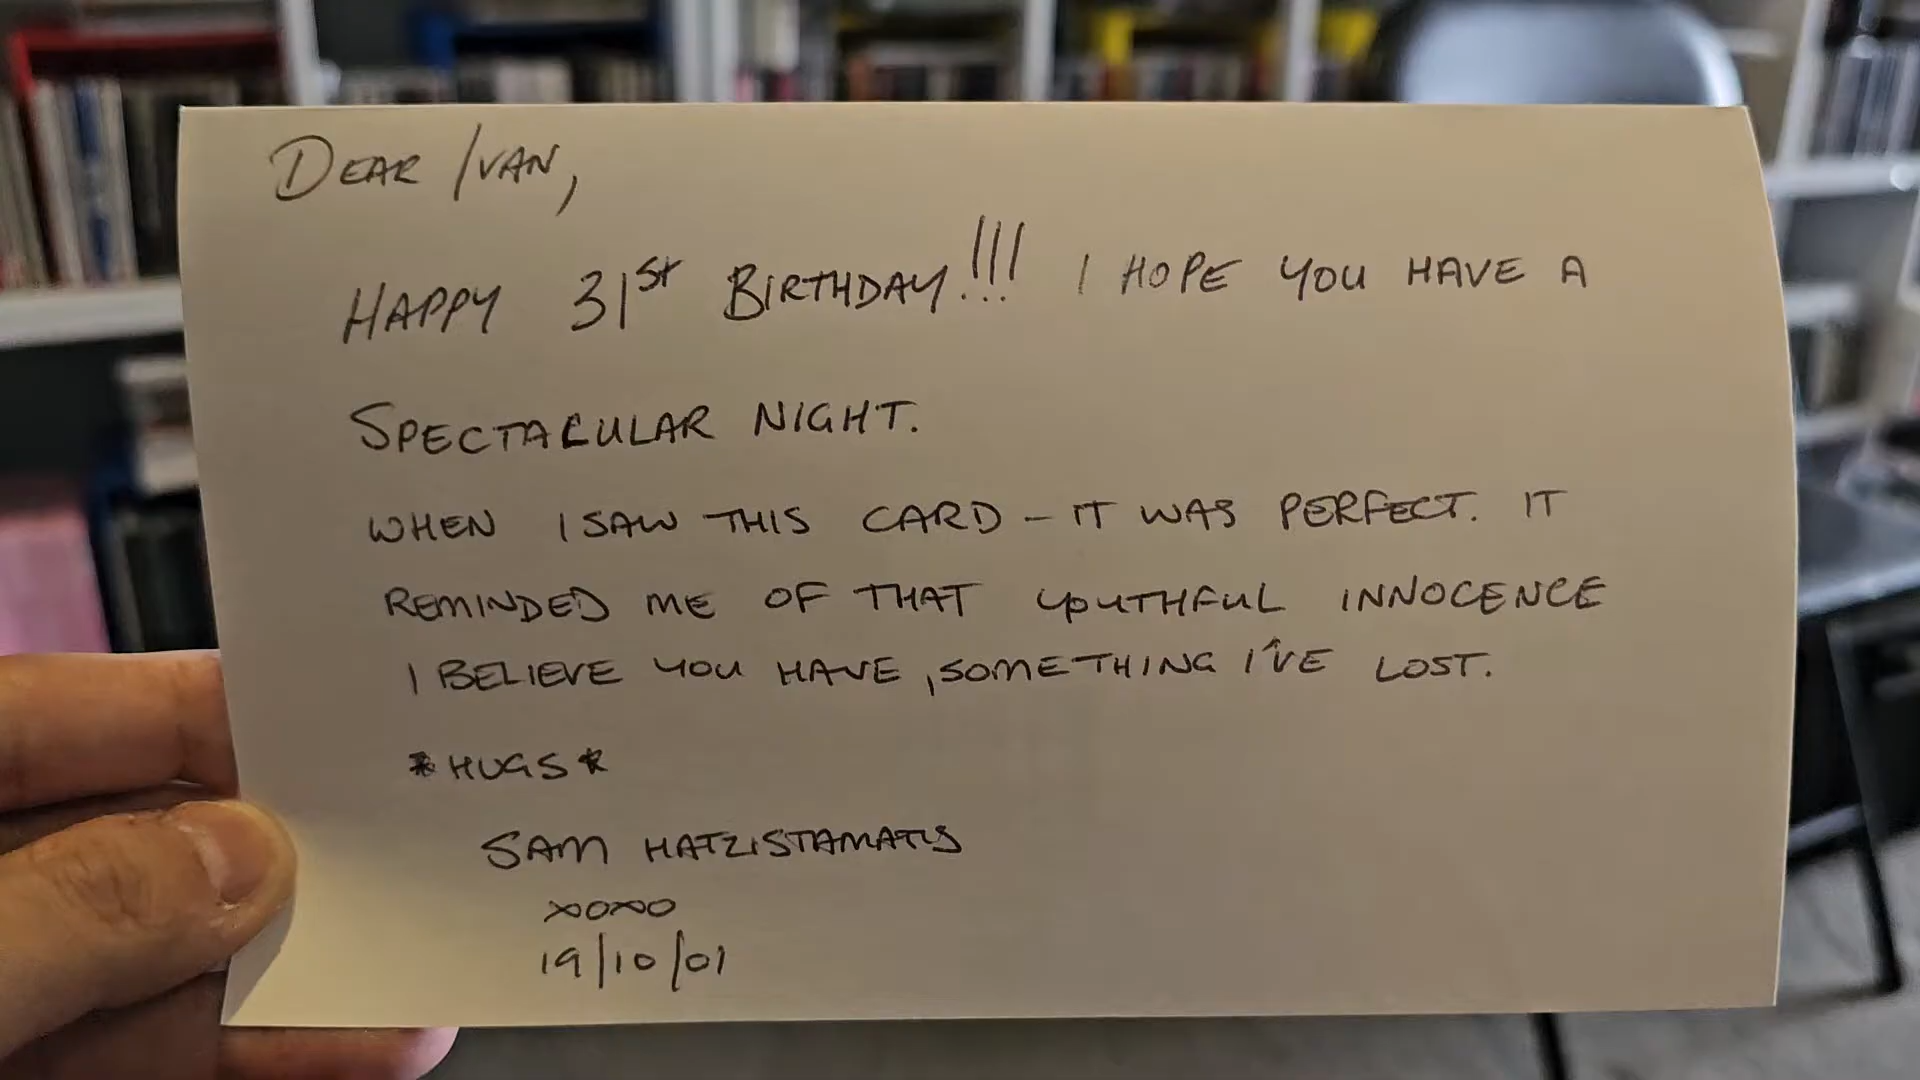 DEAR IVAN,
HAPPY 31st BIRTHDAY!!! I HOPE YOU HAVE A
SPECTACULAR NIGHT.
WHEN I SAW THIS CARD - IT WAS PERFECT. IT
REMINDED ME OF THAT YOUTHFUL INNOCENCE
I BELIEVE YOU HAVE, SOMETHING I'VE LOST.
*HUGS*
SAM HATZISTAMATIS
XOXO
19/10/01